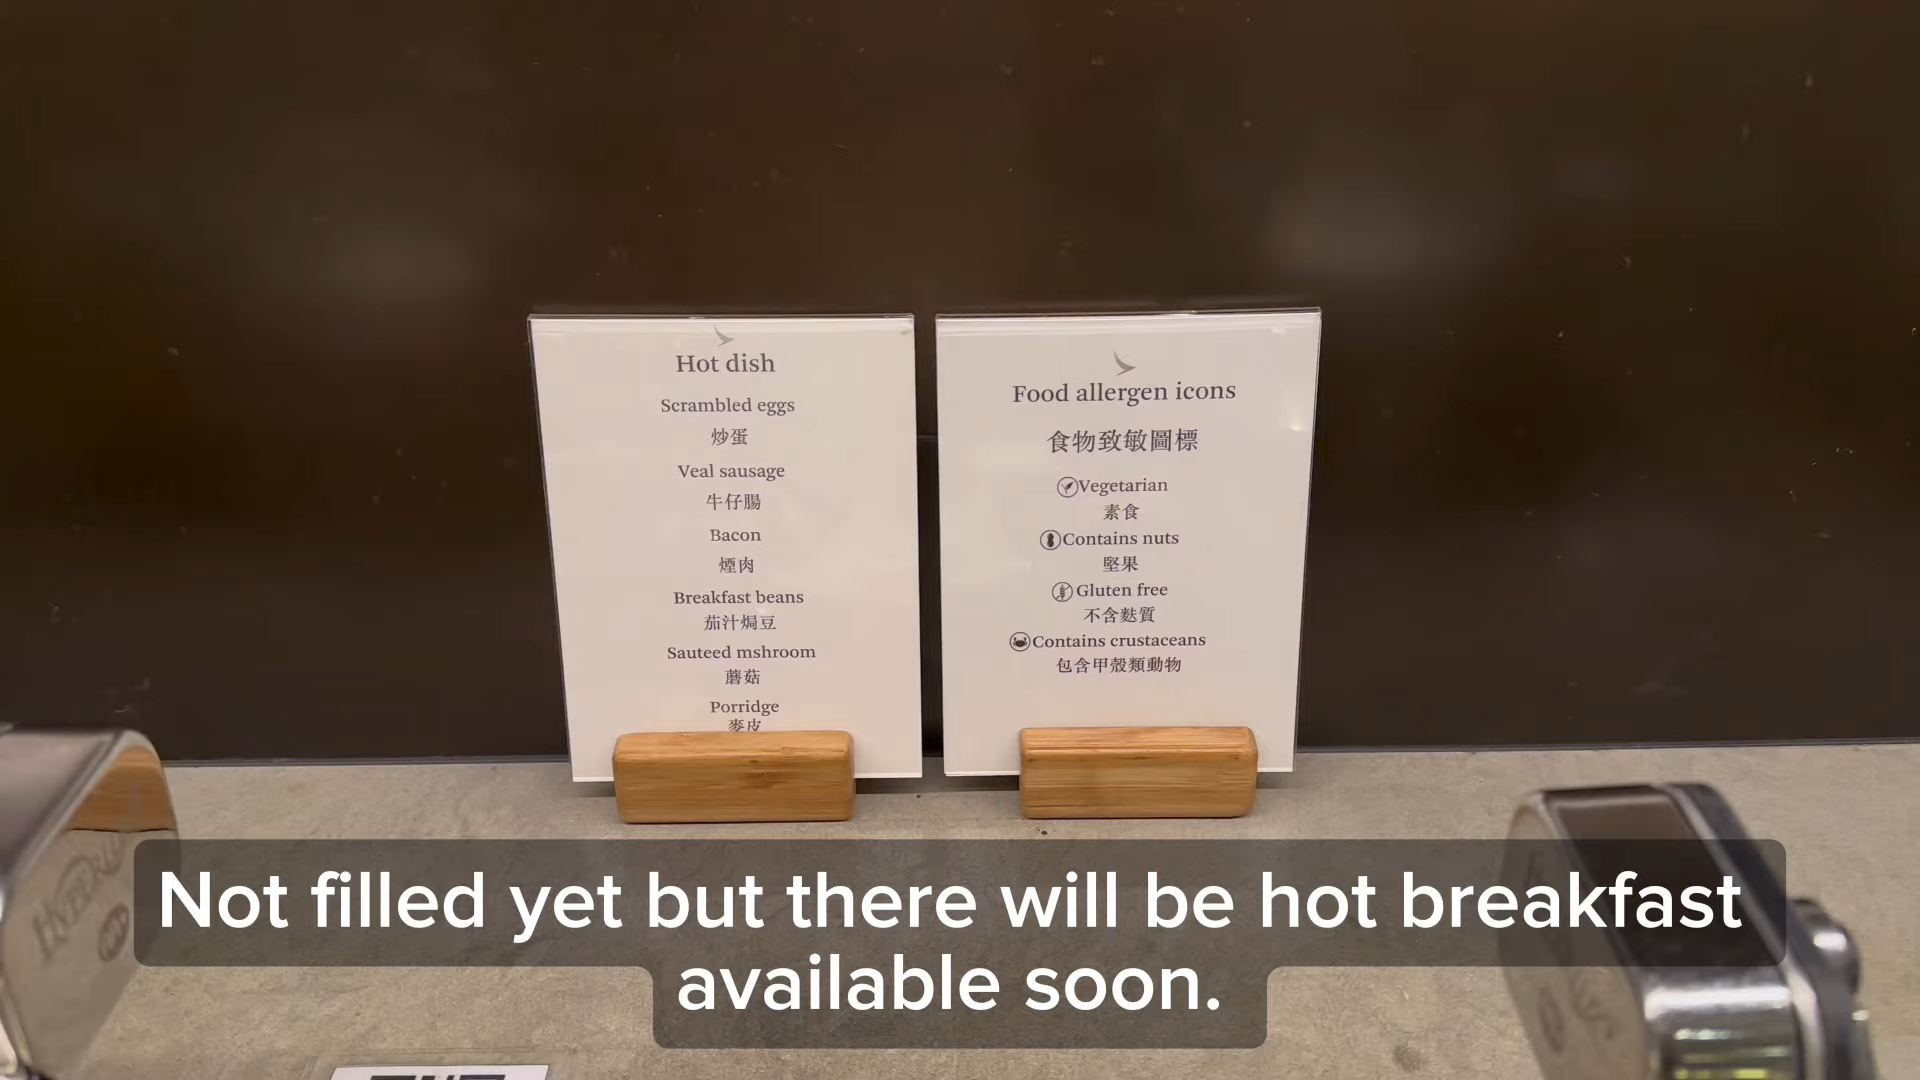 Hot dish
Scrambled eggs
炒蛋
Veal sausage
牛仔腸
Bacon
煙肉
Breakfast beans
茄汁焗豆
Sauteed mshroom
蘑菇
Porridge
麥皮
Food allergen icons
食物致敏圖標
Vegetarian
素食
Contains nuts
堅果
Gluten free
不含麩質
Contains crustaceans
包含甲殼類動物
Not filled yet but there will be hot breakfast
available soon.